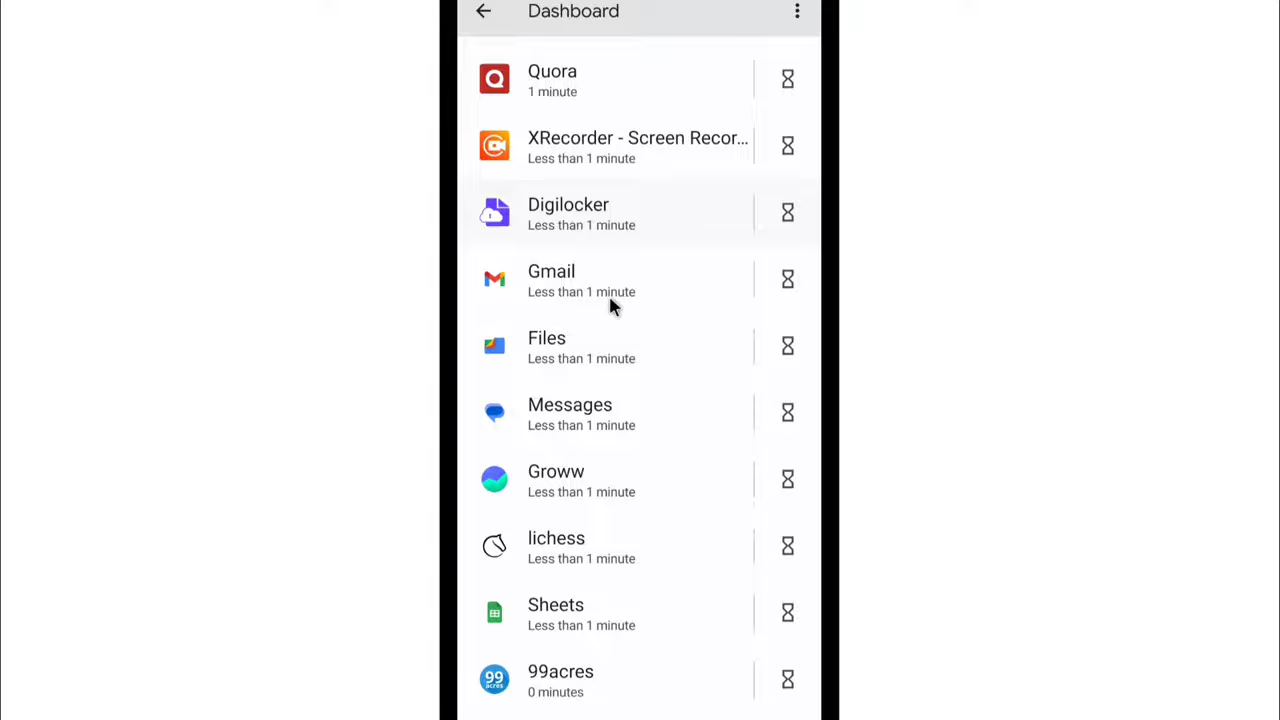 Dashboard
Quora
1 minute
XRecorder - Screen Recor...
Less than 1 minute
Digilocker
Less than 1 minute
Gmail
Less than 1 minute
Files
Less than 1 minute
Messages
Less than 1 minute
Groww
Less than 1 minute
lichess
Less than 1 minute
Sheets
Less than 1 minute
99
acres
99acres
0 minutes